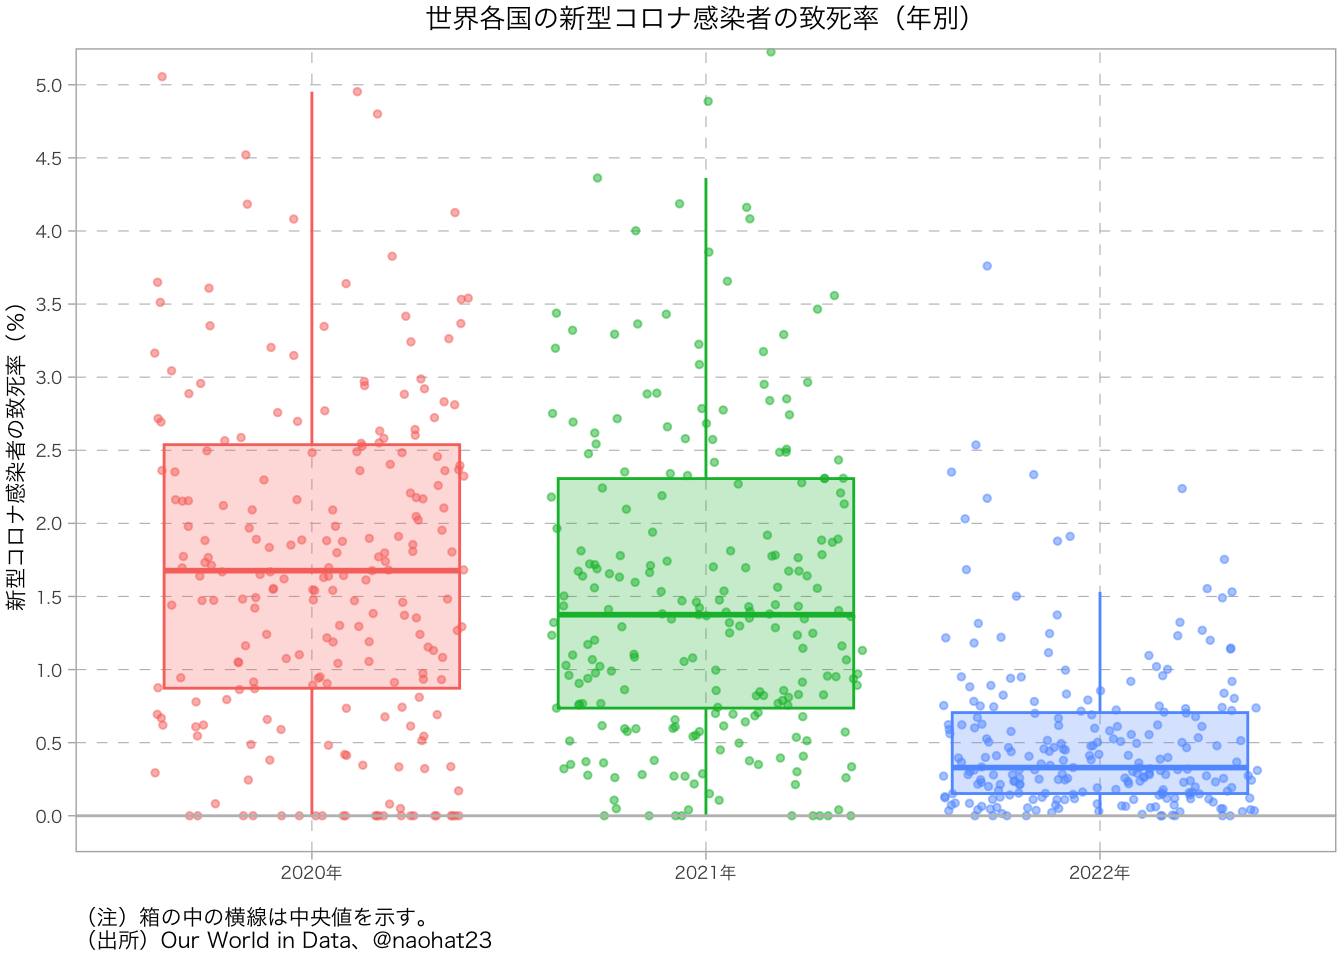 世界各国の新型コロナ感染者の致死率（年別）
新型コロナ感染者の致死率（%）
5.0
4.5
4.0
3.5
3.0
2.5
2.0
1.5
1.0
0.5
0.0
2020年
2021年
2022年
（注）箱の中の横線は中央値を示す。
（出所）Our World in Data、@naohat23